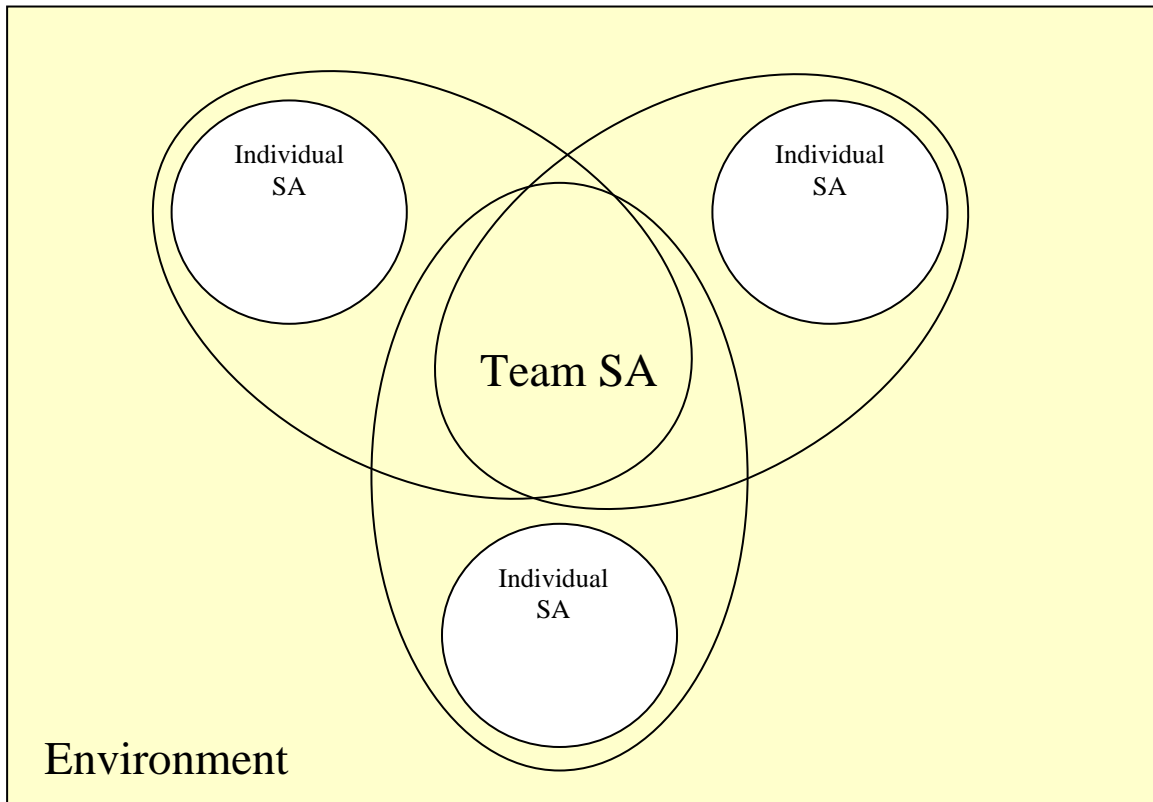 Individual
SA
Individual
SA
Team SA
Individual
SA
Environment